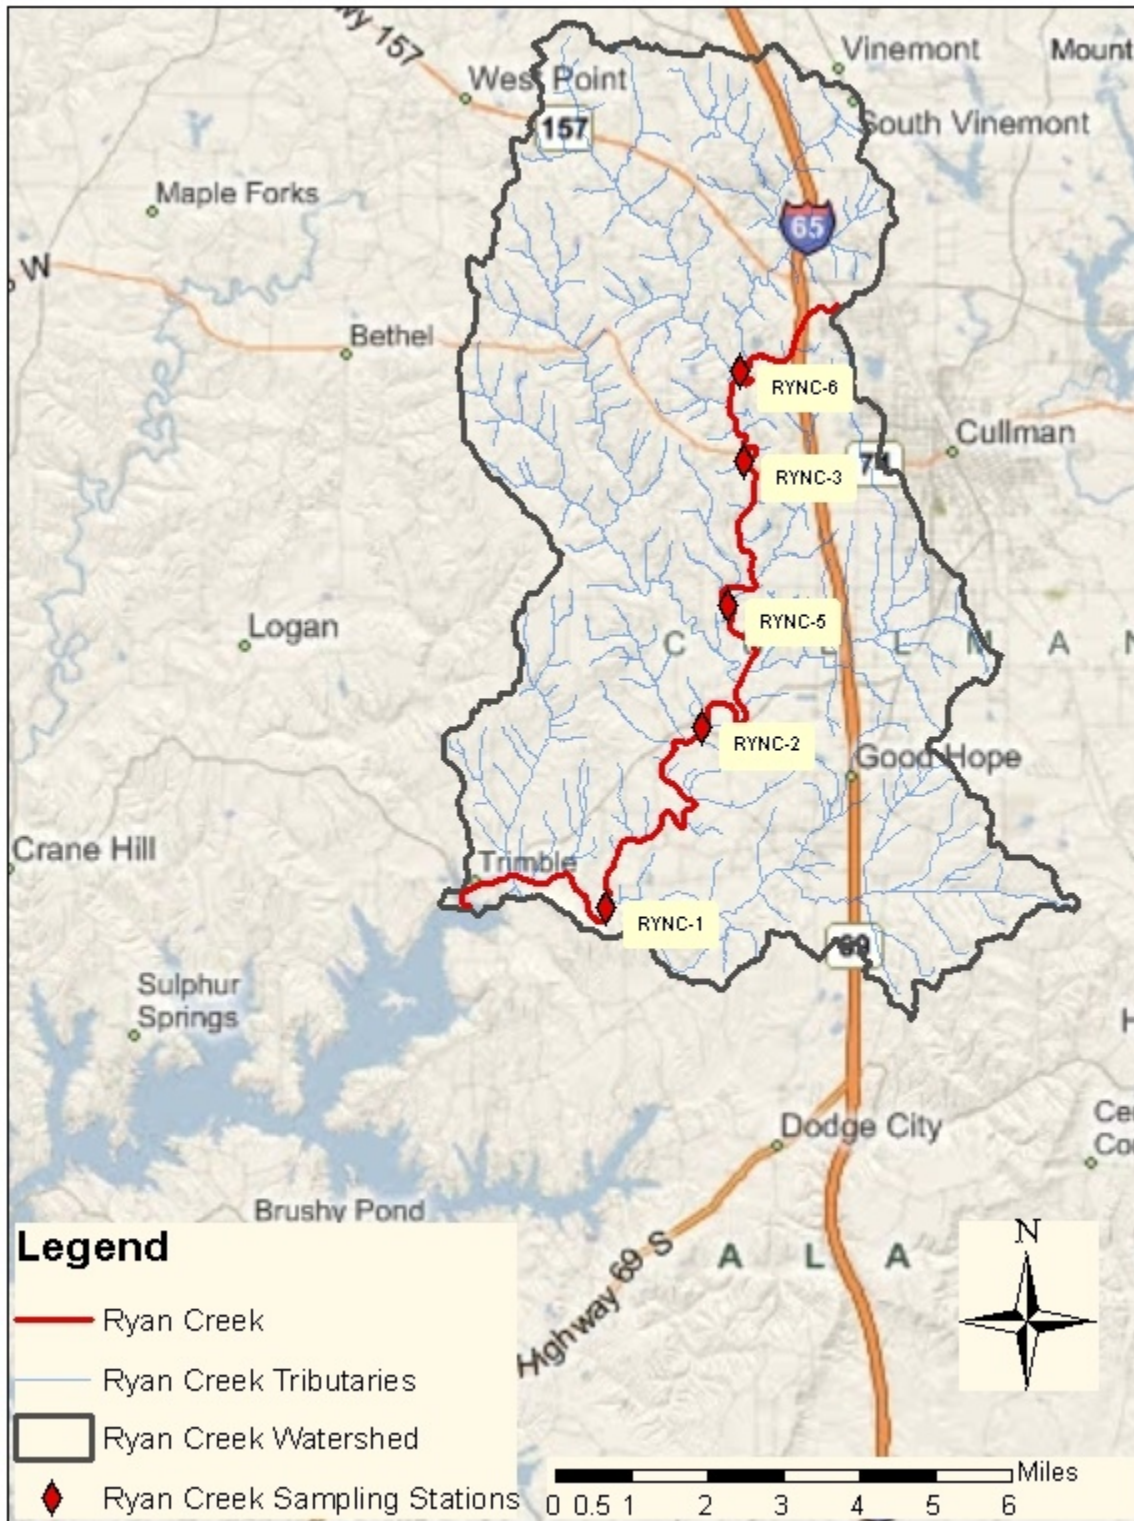 wy 157
Vinemont
Mount
West Point
157
South Vinemont
Maple Forks
65
W
Bethel
RYNC-6
Cullman
RYNC-3
RYNC-5
Logan
C U L L M A N
RYNC-2
Good Hope
Crane Hill
Trimble
RYNC-1
69
Sulphur
Springs
H
Dodge City
Ce
Co
Brushy Pond
Highway 69 S
A L A
N
Legend
Ryan Creek
Ryan Creek Tributaries
Ryan Creek Watershed
Ryan Creek Sampling Stations
Miles
0 0.5 1 2 3 4 5 6